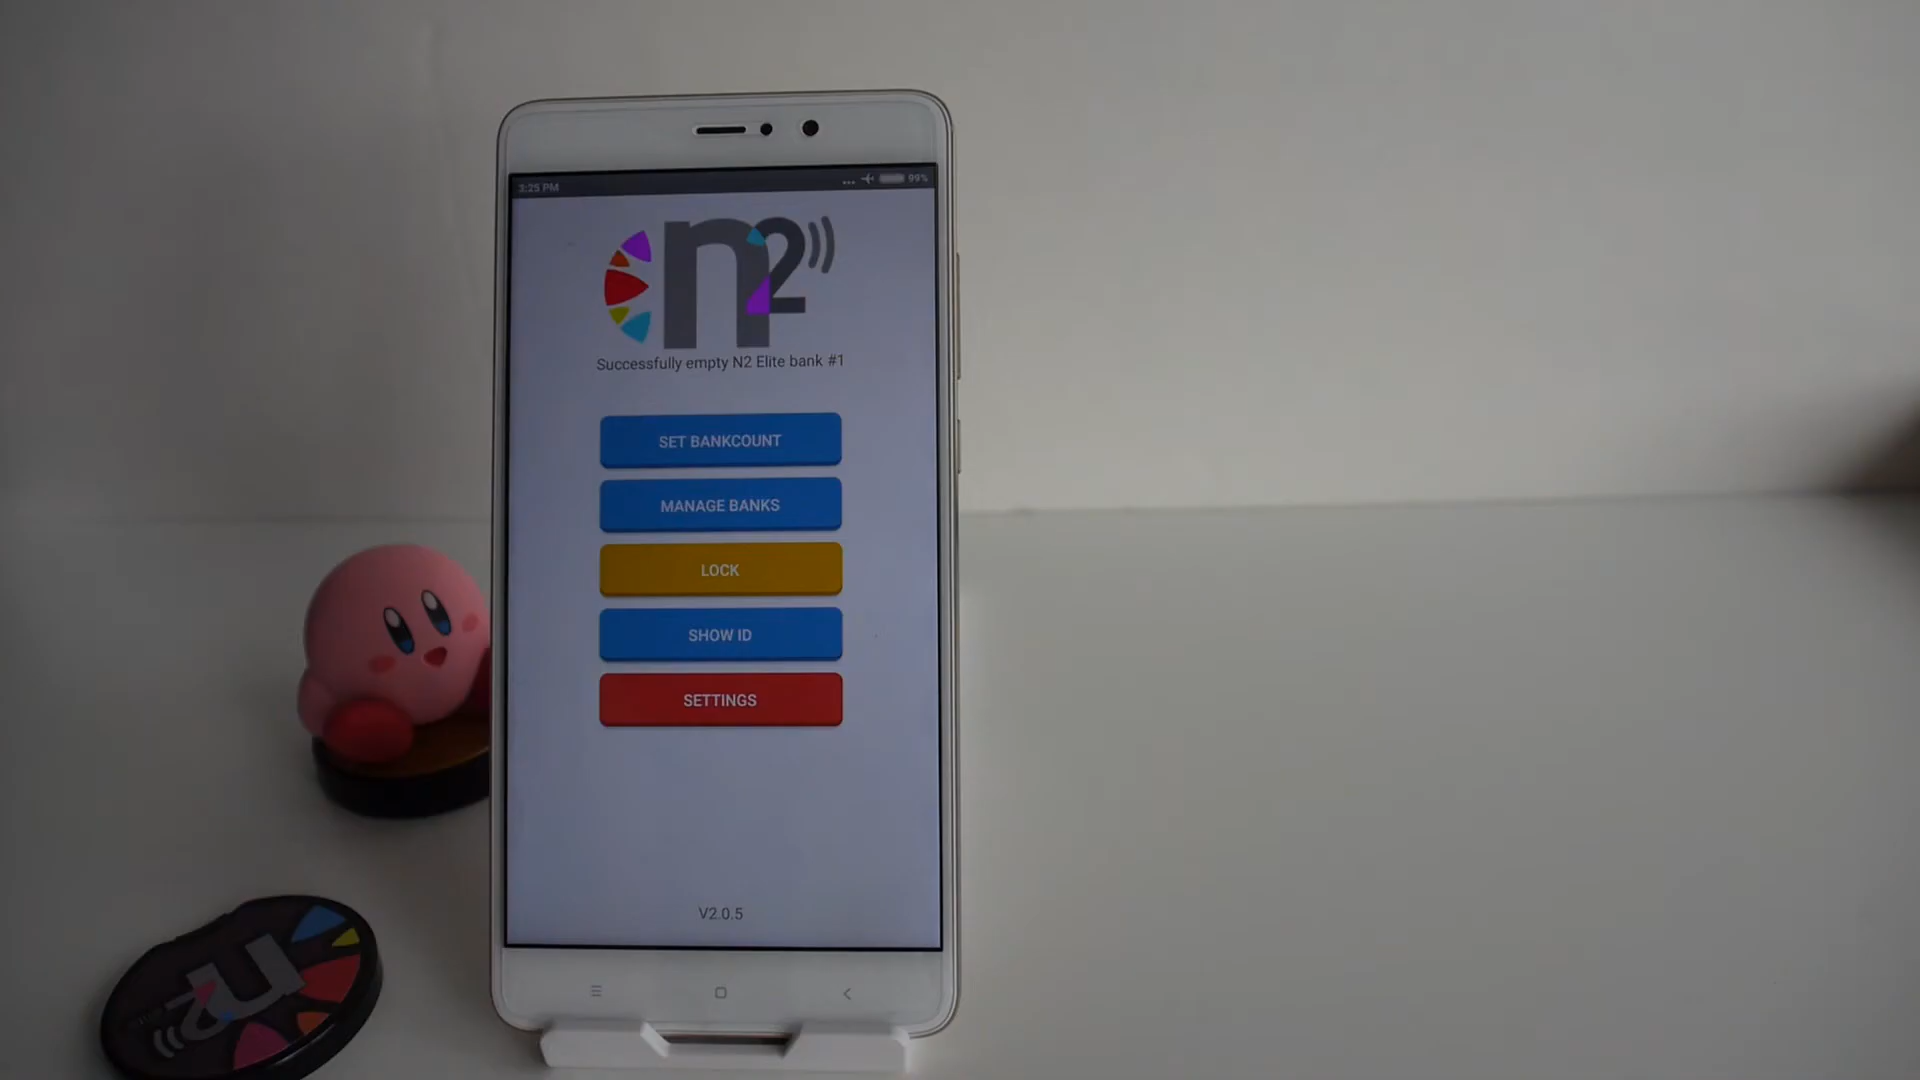 3:25 PM
99%
n2
Successfully empty N2 Elite bank #1
SET BANKCOUNT
MANAGE BANKS
LOCK
SHOW ID
SETTINGS
V2.0.5
n2